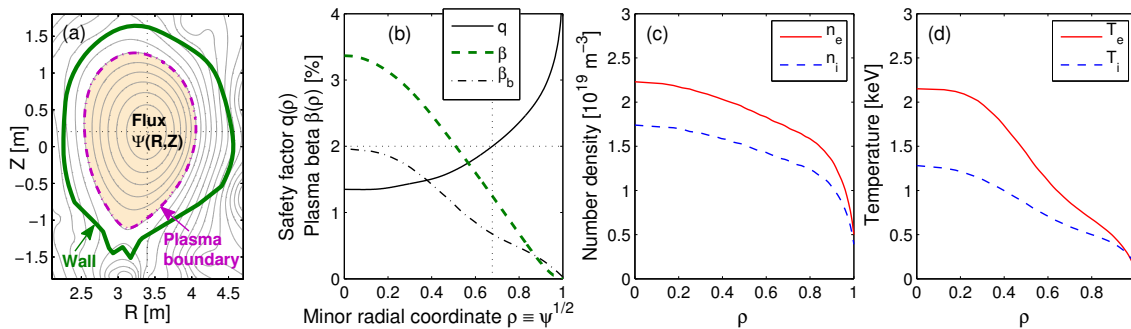 (a)
Flux
Ψ(R,Z)
Plasma
boundary
Wall
Z [m]
1.5
1
0.5
0
−0.5
−1
−1.5
2.5 3 3.5 4 4.5
R [m]
(b)
q
β
β_b
Safety factor q(ρ)
Plasma beta β(ρ) [%]
4
3
2
1
0
0 0.2 0.4 0.6 0.8 1
Minor radial coordinate ρ ≡ ψ^1/2
(c)
n_e
n_i
Number density [10^19 m^−3]
3
2.5
2
1.5
1
0.5
0
0 0.2 0.4 0.6 0.8 1
ρ
(d)
T_e
T_i
Temperature [keV]
3
2.5
2
1.5
1
0.5
0
0 0.2 0.4 0.6 0.8
ρ